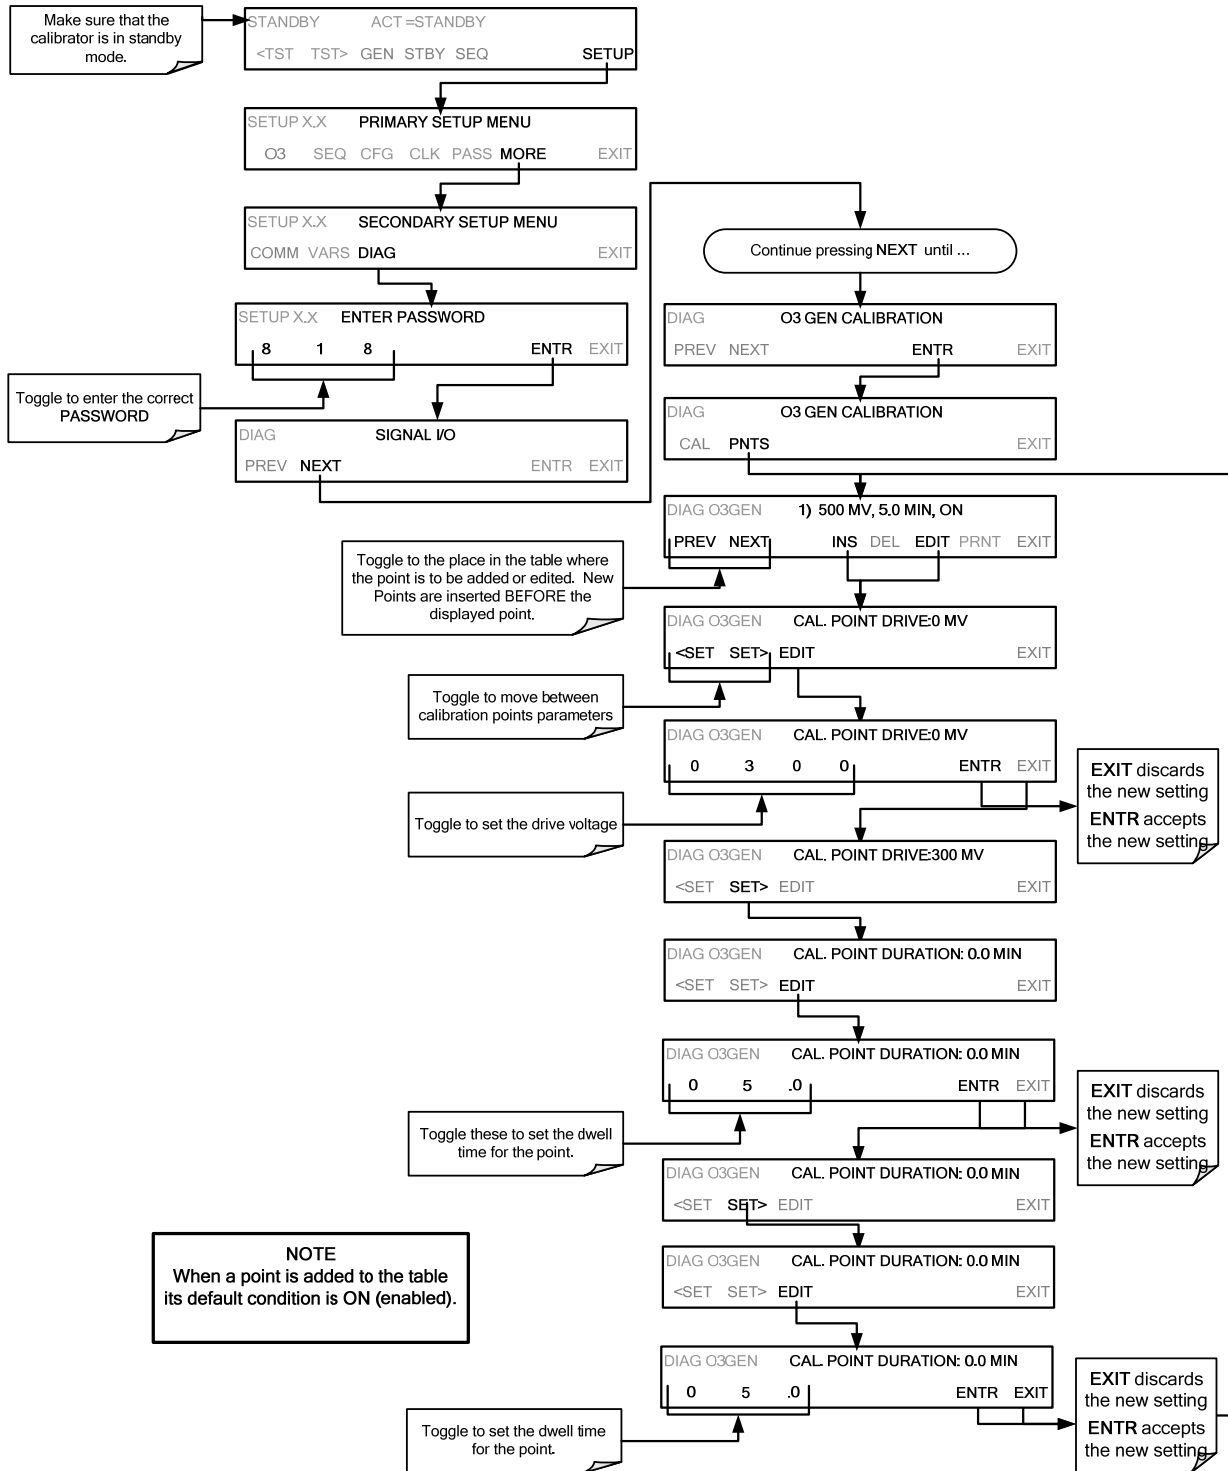 Make sure that the
calibrator is in standby
mode.
STANDBY ACT =STANDBY
<TST TST> GEN STBY SEQ SETUP
SETUP X.X PRIMARY SETUP MENU
O3 SEQ CFG CLK PASS MORE EXIT
SETUP X.X SECONDARY SETUP MENU
COMM VARS DIAG EXIT
SETUP X.X ENTER PASSWORD
8 1 8 ENTR EXIT
Toggle to enter the correct
PASSWORD
DIAG SIGNAL I/O
PREV NEXT ENTR EXIT
Continue pressing NEXT until ...
DIAG O3 GEN CALIBRATION
PREV NEXT ENTR EXIT
DIAG O3 GEN CALIBRATION
CAL PNTS EXIT
DIAG O3GEN 1) 500 MV, 5.0 MIN, ON
PREV NEXT INS DEL EDIT PRNT EXIT
Toggle to the place in the table where
the point is to be added or edited. New
Points are inserted BEFORE the
displayed point.
DIAG O3GEN CAL. POINT DRIVE:0 MV
<SET SET> EDIT EXIT
Toggle to move between
calibration points parameters
DIAG O3GEN CAL. POINT DRIVE:0 MV
0 3 0 0 ENTR EXIT
EXIT discards
the new setting
ENTR accepts
the new setting
Toggle to set the drive voltage
DIAG O3GEN CAL. POINT DRIVE:300 MV
<SET SET> EDIT EXIT
DIAG O3GEN CAL. POINT DURATION: 0.0 MIN
<SET SET> EDIT EXIT
DIAG O3GEN CAL. POINT DURATION: 0.0 MIN
0 5 .0 ENTR EXIT
EXIT discards
the new setting
ENTR accepts
the new setting
Toggle these to set the dwell
time for the point.
DIAG O3GEN CAL. POINT DURATION: 0.0 MIN
<SET SET> EDIT EXIT
NOTE
When a point is added to the table
its default condition is ON (enabled).
DIAG O3GEN CAL. POINT DURATION: 0.0 MIN
<SET SET> EDIT EXIT
DIAG O3GEN CAL. POINT DURATION: 0.0 MIN
0 5 .0 ENTR EXIT
EXIT discards
the new setting
ENTR accepts
the new setting
Toggle to set the dwell time
for the point.